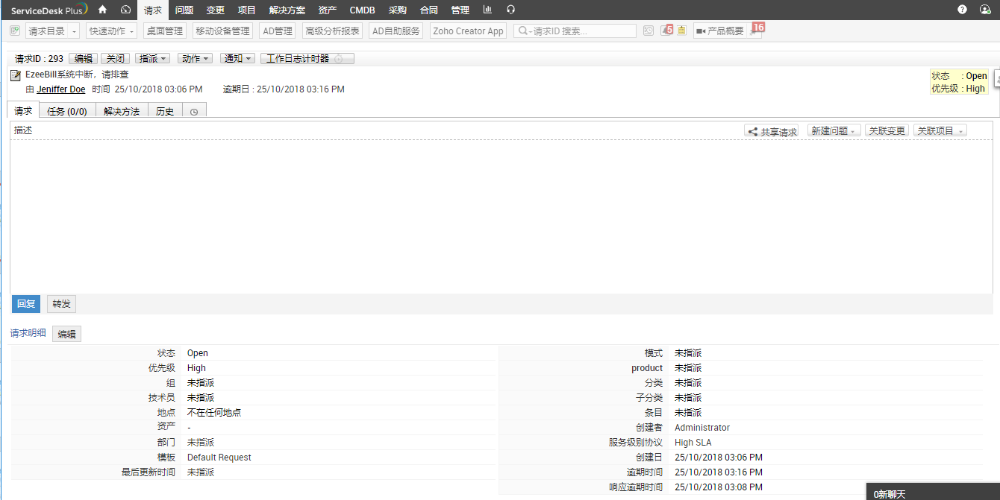 ServiceDesk Plus 请求 问题 变更 项目 解决方案 资产 CMDB 采购 合同 管理
请求目录 快速动作 桌面管理 移动设备管理 AD管理 高级分析报表 AD自助服务 Zoho Creator App 请求ID 搜索... 5 产品概要 16
请求ID : 293 编辑 关闭 指派 动作 通知 工作日志计时器
EzeeBill系统中断，请排查
状态 : Open
由 Jeniffer Doe 时间 25/10/2018 03:06 PM 逾期日 : 25/10/2018 03:16 PM
优先级 : High
请求 任务 (0/0) 解决方法 历史
描述 共享请求 新建问题 关联变更 关联项目
回复 转发
请求明细 编辑
状态 Open 模式 未指派
优先级 High product 未指派
组 未指派 分类 未指派
技术员 未指派 子分类 未指派
地点 不在任何地点 条目 未指派
资产 - 创建者 Administrator
部门 未指派 服务级别协议 High SLA
模板 Default Request 创建日 25/10/2018 03:06 PM
最后更新时间 未指派 逾期时间 25/10/2018 03:16 PM
响应逾期时间 25/10/2018 03:08 PM
0新聊天